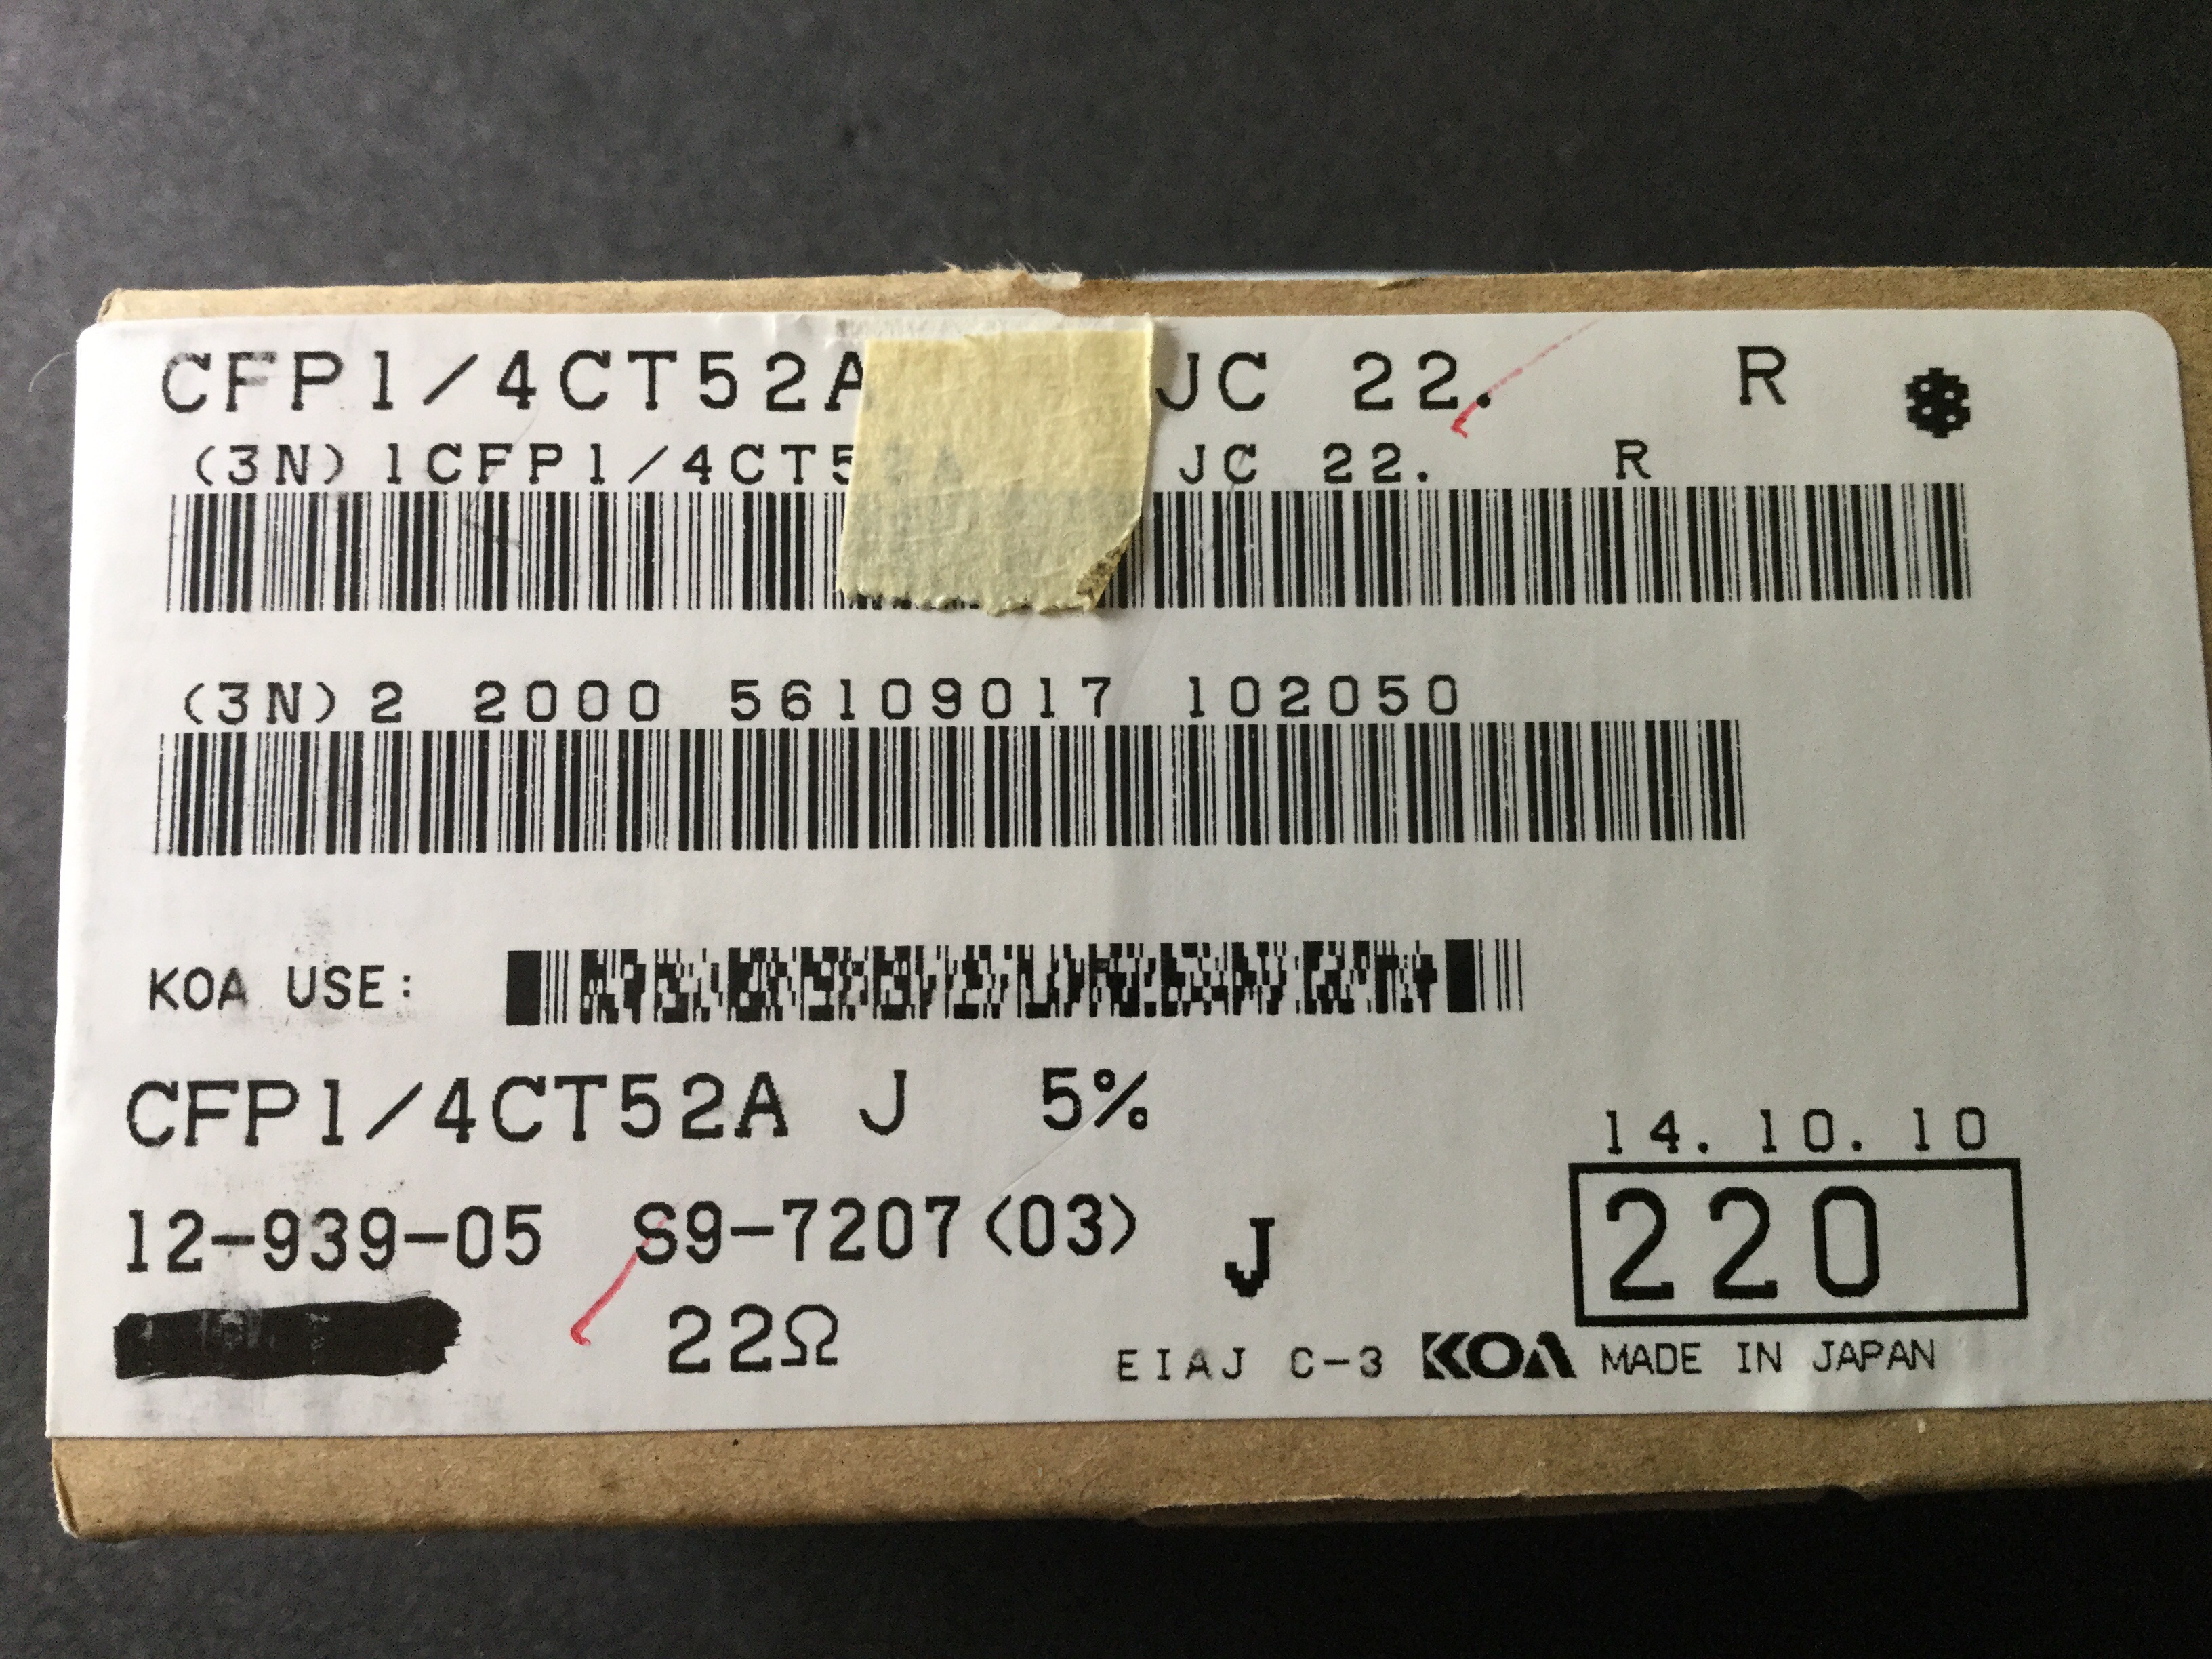 CFP1/4CT52A JC 22. R
(3N)1CFP1/4CT52A JC 22. R
(3N)2 2000 56109017 102050
KOA USE:
CFP1/4CT52A J 5%
14.10.10
12-939-05 S9-7207(03) J 220
22Ω
EIAJ C-3 KOA MADE IN JAPAN